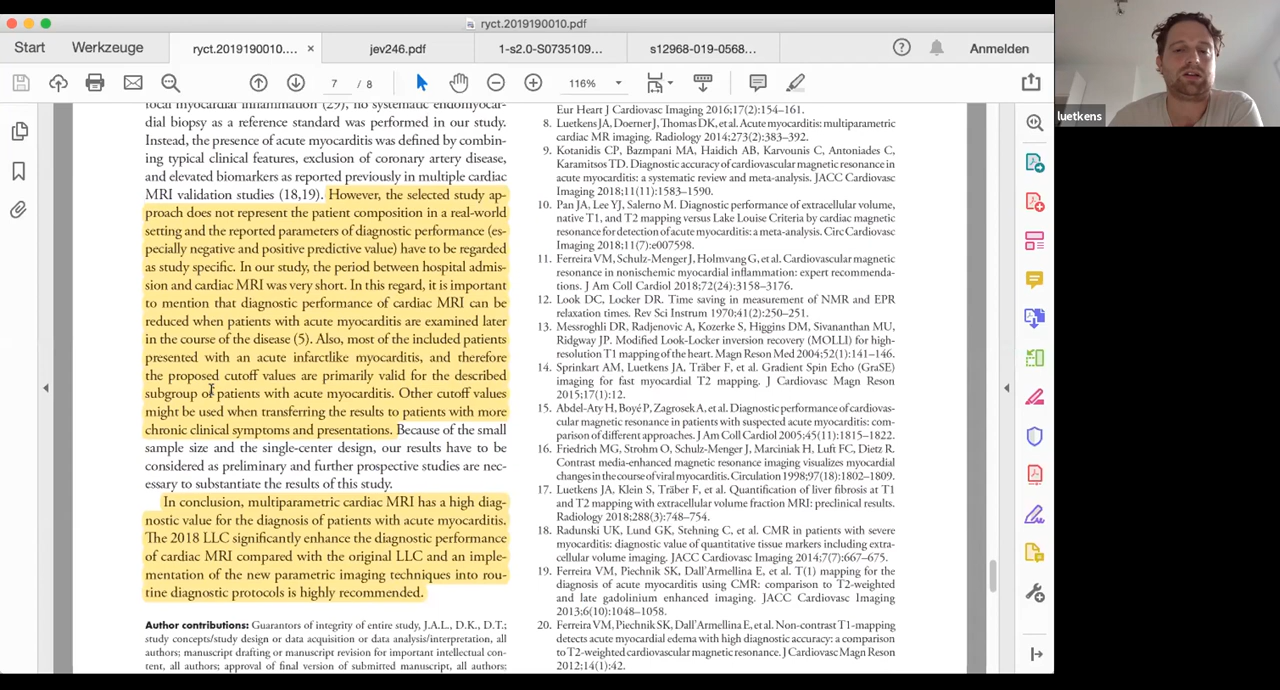 ryct.2019190010.pdf
Start
Werkzeuge
ryct.2019190010....
×
jev246.pdf
1-s2.0-S0735109...
s12968-019-0568...
Anmelden
7 / 8
116%
luetkens
focal myocardial inflammation (29), no systematic endomyocar-
dial biopsy as a reference standard was performed in our study.
Instead, the presence of acute myocarditis was defined by combin-
ing typical clinical features, exclusion of coronary artery disease,
and elevated biomarkers as reported previously in multiple cardiac
MRI validation studies (18,19). However, the selected study ap-
proach does not represent the patient composition in a real-world
setting and the reported parameters of diagnostic performance (es-
pecially negative and positive predictive value) have to be regarded
as study specific. In our study, the period between hospital admis-
sion and cardiac MRI was very short. In this regard, it is important
to mention that diagnostic performance of cardiac MRI can be
reduced when patients with acute myocarditis are examined later
in the course of the disease (5). Also, most of the included patients
presented with an acute infarctlike myocarditis, and therefore
the proposed cutoff values are primarily valid for the described
subgroup of patients with acute myocarditis. Other cutoff values
might be used when transferring the results to patients with more
chronic clinical symptoms and presentations. Because of the small
sample size and the single-center design, our results have to be
considered as preliminary and further prospective studies are nec-
essary to substantiate the results of this study.
In conclusion, multiparametric cardiac MRI has a high diag-
nostic value for the diagnosis of patients with acute myocarditis.
The 2018 LLC significantly enhance the diagnostic performance
of cardiac MRI compared with the original LLC and an imple-
mentation of the new parametric imaging techniques into rou-
tine diagnostic protocols is highly recommended.
Author contributions: Guarantors of integrity of entire study, J.A.L., D.K., D.T.;
study concepts/study design or data acquisition or data analysis/interpretation, all
authors; manuscript drafting or manuscript revision for important intellectual con-
tent, all authors; approval of final version of submitted manuscript, all authors;
Eur Heart J Cardiovasc Imaging 2016;17(2):154–161.
8. Luetkens JA, Doerner J, Thomas DK, et al. Acute myocarditis: multiparametric
cardiac MR imaging. Radiology 2014;273(2):383–392.
9. Kotanidis CP, Bazmpani MA, Haidich AB, Karvounis C, Antoniades C,
Karamitsos TD. Diagnostic accuracy of cardiovascular magnetic resonance in
acute myocarditis: a systematic review and meta-analysis. JACC Cardiovasc
Imaging 2018;11(11):1583–1590.
10. Pan JA, Lee YJ, Salerno M. Diagnostic performance of extracellular volume,
native T1, and T2 mapping versus Lake Louise Criteria by cardiac magnetic
resonance for detection of acute myocarditis: a meta-analysis. Circ Cardiovasc
Imaging 2018;11(7):e007598.
11. Ferreira VM, Schulz-Menger J, Holmvang G, et al. Cardiovascular magnetic
resonance in nonischemic myocardial inflammation: expert recommenda-
tions. J Am Coll Cardiol 2018;72(24):3158–3176.
12. Look DC, Locker DR. Time saving in measurement of NMR and EPR
relaxation times. Rev Sci Instrum 1970;41(2):250–251.
13. Messroghli DR, Radjenovic A, Kozerke S, Higgins DM, Sivananthan MU,
Ridgway JP. Modified Look-Locker inversion recovery (MOLLI) for high-
resolution T1 mapping of the heart. Magn Reson Med 2004;52(1):141–146.
14. Sprinkart AM, Luetkens JA, Träber F, et al. Gradient Spin Echo (GraSE)
imaging for fast myocardial T2 mapping. J Cardiovasc Magn Reson
2015;17(1):12.
15. Abdel-Aty H, Boyé P, Zagrosek A, et al. Diagnostic performance of cardiovas-
cular magnetic resonance in patients with suspected acute myocarditis: com-
parison of different approaches. J Am Coll Cardiol 2005;45(11):1815–1822.
16. Friedrich MG, Strohm O, Schulz-Menger J, Marciniak H, Luft FC, Dietz R.
Contrast media-enhanced magnetic resonance imaging visualizes myocardial
changes in the course of viral myocarditis. Circulation 1998;97(18):1802–1809.
17. Luetkens JA, Klein S, Träber F, et al. Quantification of liver fibrosis at T1
and T2 mapping with extracellular volume fraction MRI: preclinical results.
Radiology 2018;288(3):748–754.
18. Radunski UK, Lund GK, Stehning C, et al. CMR in patients with severe
myocarditis: diagnostic value of quantitative tissue markers including extra-
cellular volume imaging. JACC Cardiovasc Imaging 2014;7(7):667–675.
19. Ferreira VM, Piechnik SK, Dall'Armellina E, et al. T(1) mapping for the
diagnosis of acute myocarditis using CMR: comparison to T2-weighted
and late gadolinium enhanced imaging. JACC Cardiovasc Imaging
2013;6(10):1048–1058.
20. Ferreira VM, Piechnik SK, Dall'Armellina E, et al. Non-contrast T1-mapping
detects acute myocardial edema with high diagnostic accuracy: a comparison
to T2-weighted cardiovascular magnetic resonance. J Cardiovasc Magn Reson
2012;14(1):42.